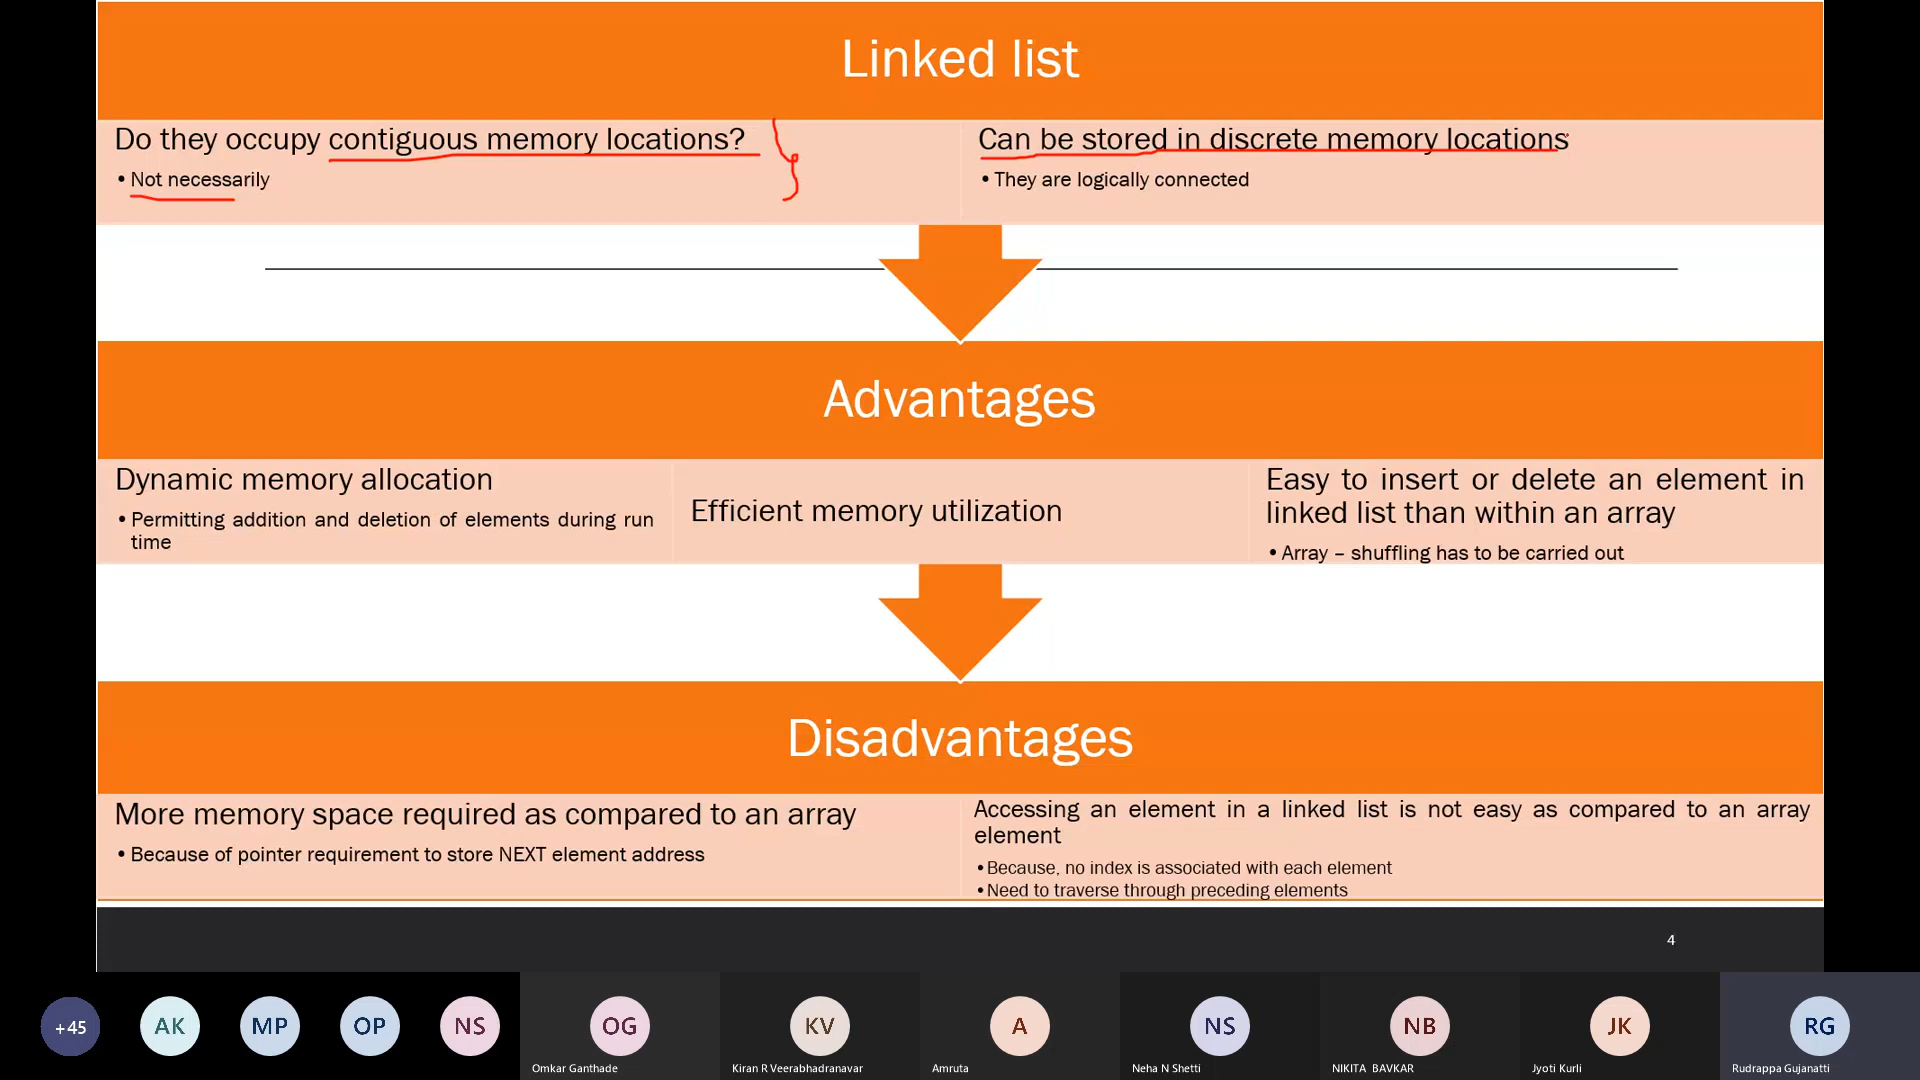 Linked list
Do they occupy contiguous memory locations?
• Not necessarily
Can be stored in discrete memory locations
• They are logically connected
Advantages
Dynamic memory allocation
• Permitting addition and deletion of elements during run
time
Efficient memory utilization
Easy to insert or delete an element in
linked list than within an array
• Array – shuffling has to be carried out
Disadvantages
More memory space required as compared to an array
• Because of pointer requirement to store NEXT element address
Accessing an element in a linked list is not easy as compared to an array
element
• Because, no index is associated with each element
• Need to traverse through preceding elements
4
+45 AK MP OP NS OG KV A NS NB JK RG
Omkar Ganthade Kiran R Veerabhadranavar Amruta Neha N Shetti NIKITA BAVKAR Jyoti Kurli Rudrappa Gujanatti